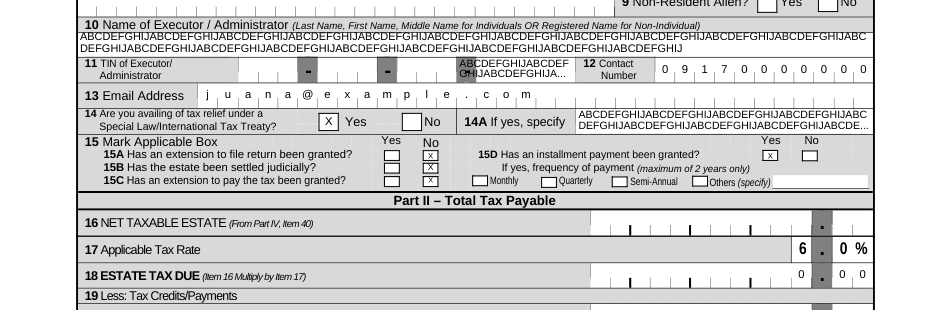 9 Non-Resident Alien? Yes No
10 Name of Executor / Administrator (Last Name, First Name, Middle Name for Individuals OR Registered Name for Non-Individual)
ABCDEFGHIJABCDEFGHIJABCDEFGHIJABCDEFGHIJABCDEFGHIJABCDEFGHIJABCDEFGHIJABCDEFGHIJABCDEFGHIJABC
DEFGHIJABCDEFGHIJABCDEFGHIJABCDEFGHIJABCDEFGHIJABCDEFGHIJABCDEFGHIJ
11 TIN of Executor/ Administrator - - ABCDEFGHIJABCDEF
GHIJABCDEFGHIJA...
12 Contact Number 0 9 1 7 0 0 0 0 0 0 0
13 Email Address j u a n a @ e x a m p l e . c o m
14 Are you availing of tax relief under a
Special Law/International Tax Treaty? X Yes No
14A If yes, specify ABCDEFGHIJABCDEFGHIJABCDEFGHIJABC
DEFGHIJABCDEFGHIJABCDEFGHIJABCDE...
15 Mark Applicable Box Yes No Yes No
15A Has an extension to file return been granted? X 15D Has an installment payment been granted? X
15B Has the estate been settled judicially? X If yes, frequency of payment (maximum of 2 years only)
15C Has an extension to pay the tax been granted? X Monthly Quarterly Semi-Annual Others (specify)
Part II – Total Tax Payable
16 NET TAXABLE ESTATE (From Part IV, Item 40) .
17 Applicable Tax Rate 6 . 0 %
18 ESTATE TAX DUE (Item 16 Multiply by Item 17) 0 . 0 0
19 Less: Tax Credits/Payments